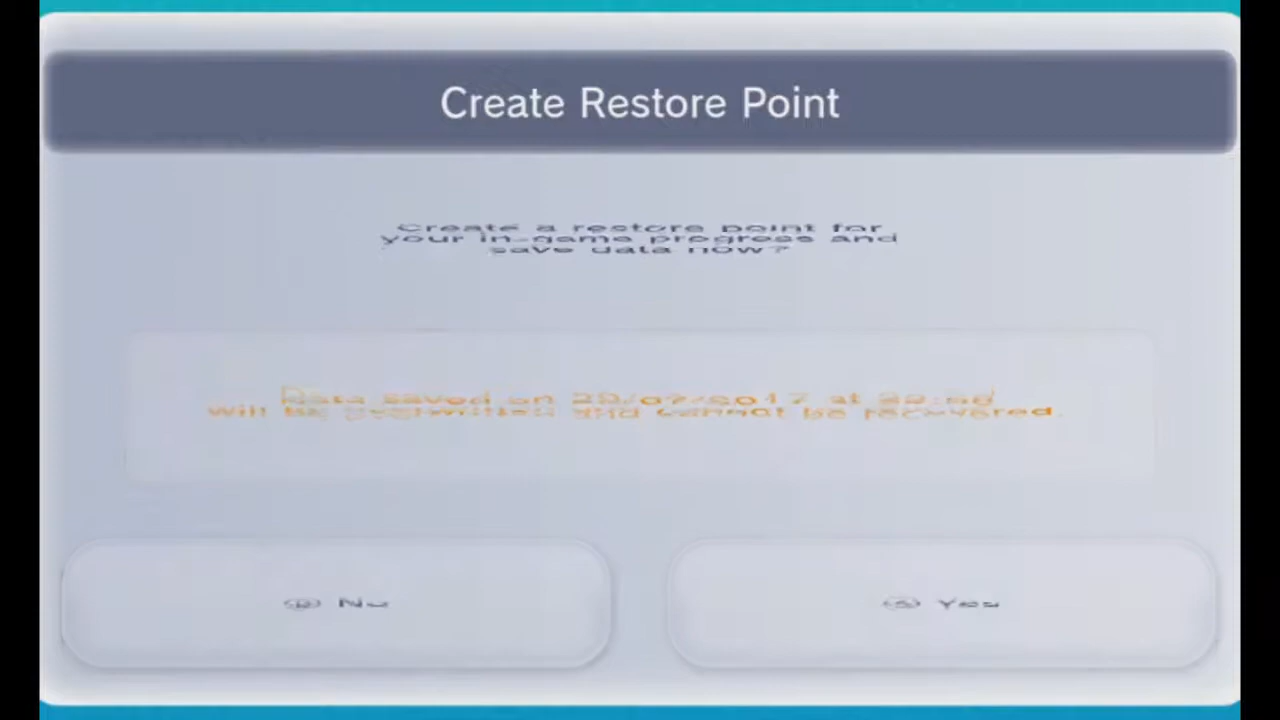 Create Restore Point
Create a restore point for
your in-game progress and
save data now?
Data saved on at
will be overwritten and cannot be recovered.
No
Yes